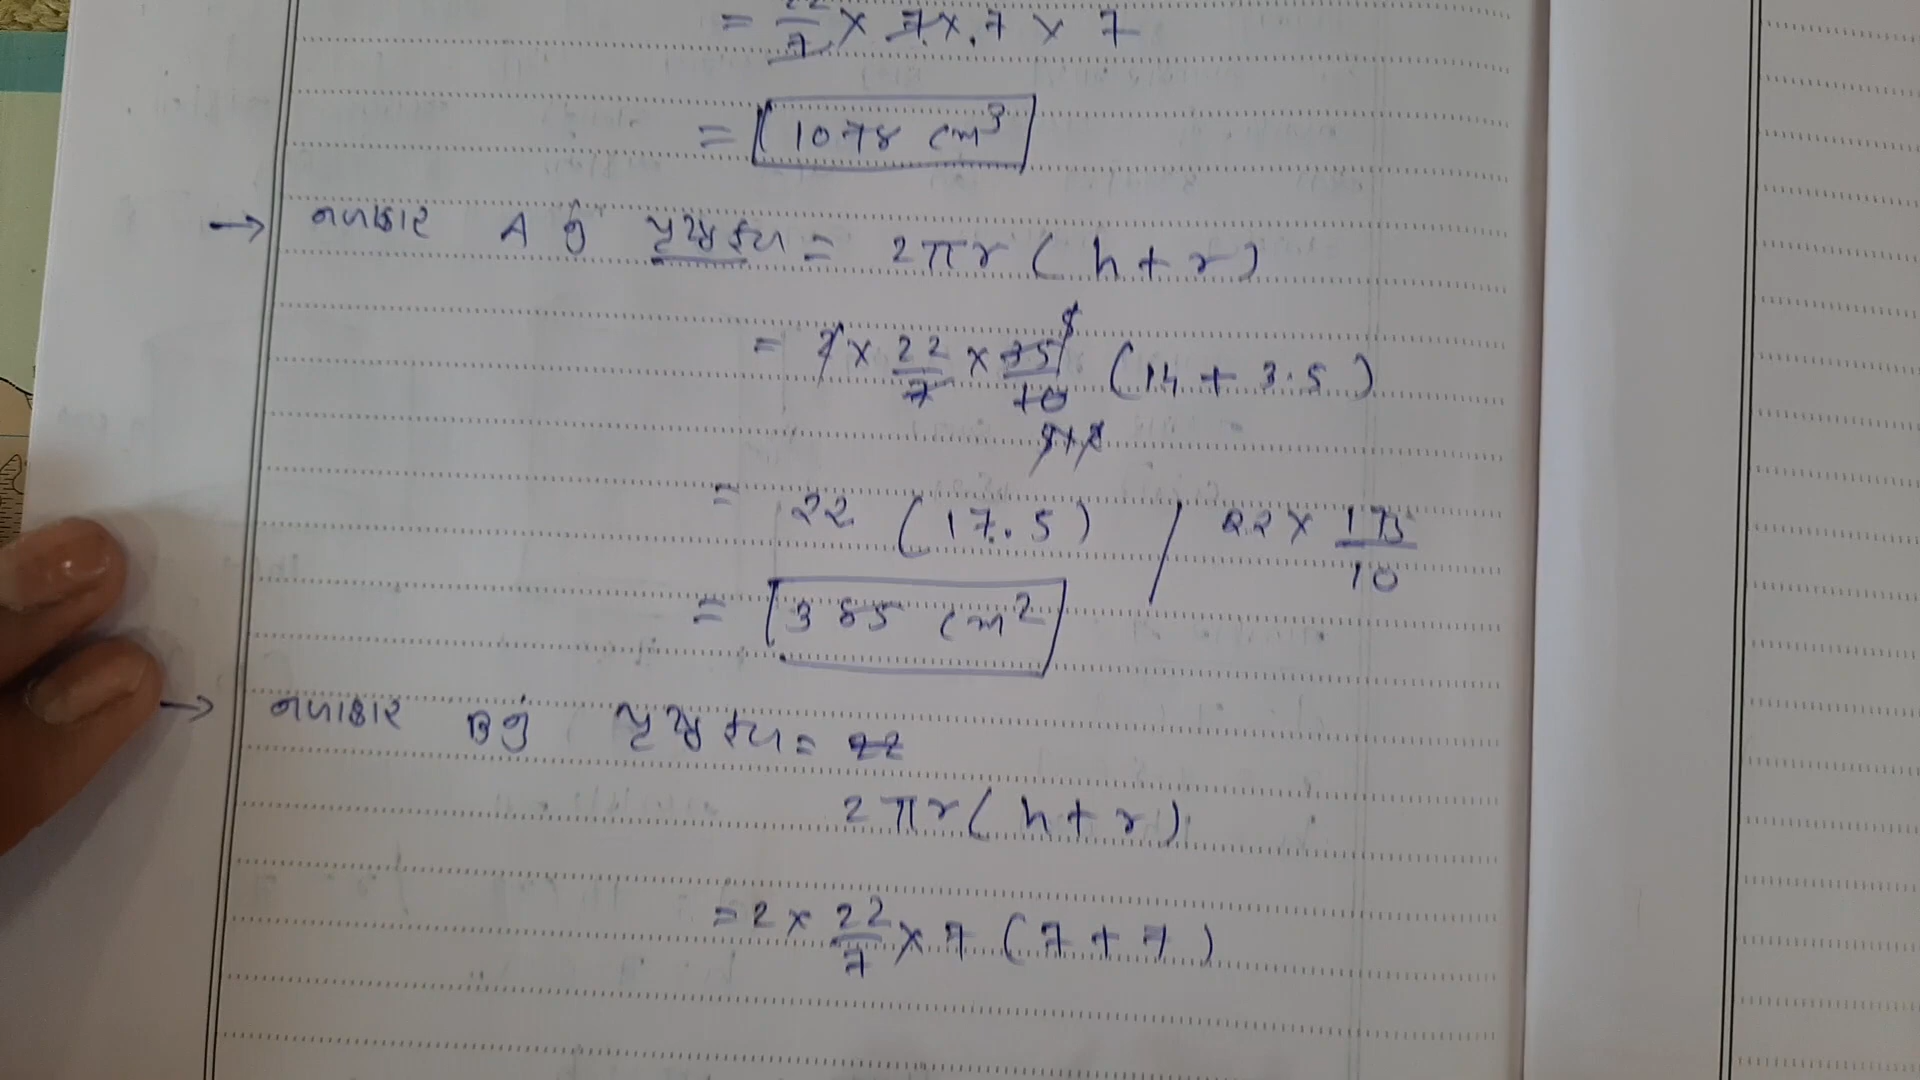 = 22/7 × 7 × 7 × 7
= 1078 cm³
→ નળાકાર A નું પૃષ્ઠફળ = 2πr (h + r)
= 2 × 22/7 × 35/10 (14 + 3.5)
= 22 (17.5) / 22 × 175/10
= 385 cm²
→ નળાકાર B નું પૃષ્ઠફળ =
2πr (h + r)
= 2 × 22/7 × 7 (7 + 7)